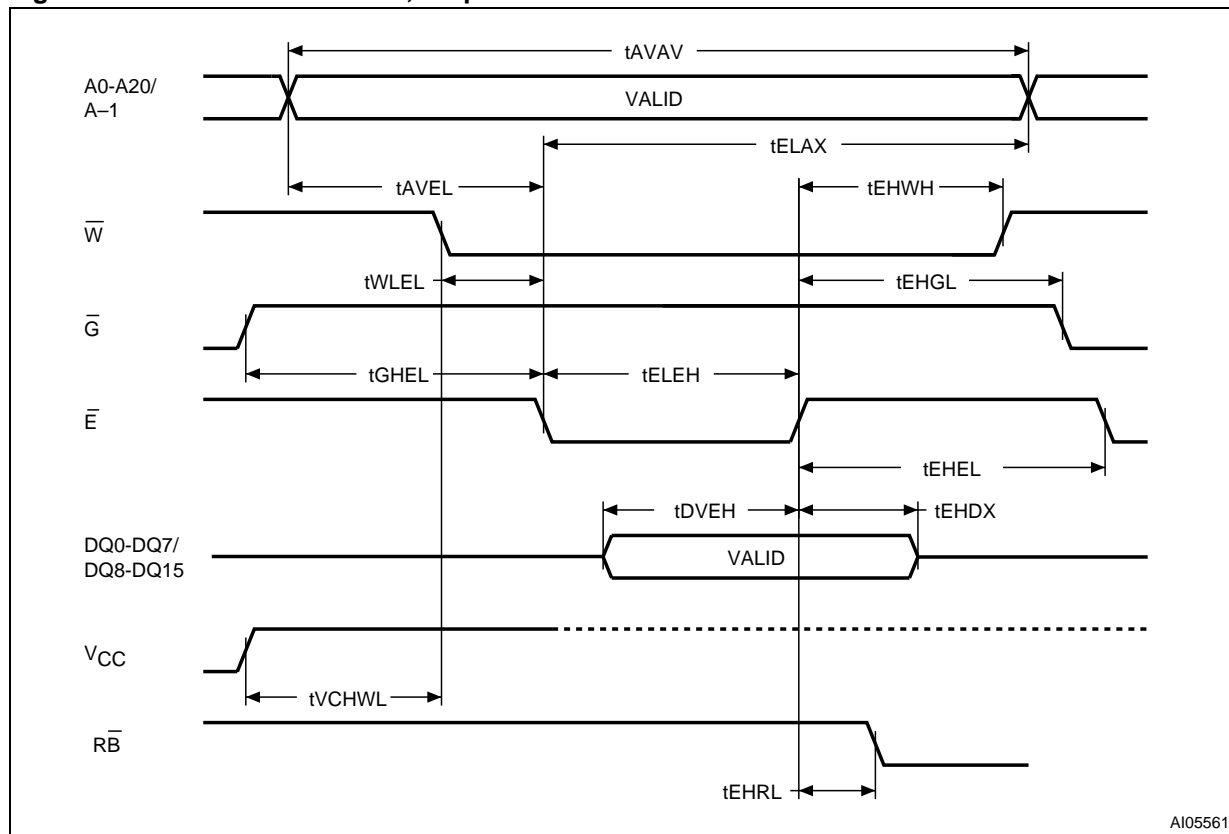 tAVAV
A0-A20/
A–1
VALID
tELAX
tAVEL
tEHWH
W̅
tWLEL
tEHGL
G̅
tGHEL
tELEH
E̅
tEHEL
tDVEH
tEHDX
DQ0-DQ7/
DQ8-DQ15
VALID
VCC
tVCHWL
RB̅
tEHRL
AI05561